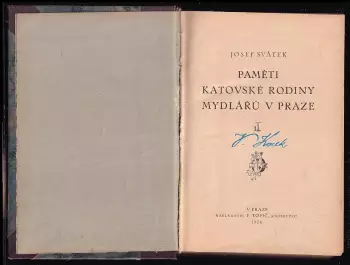 JOSEF SVÁTEK
PAMĚTI
KATOVSKÉ RODINY
MYDLÁŘŮ V PRAZE
II
V PRAZE
NAKLADATEL F. TOPIČ, KNIHKUPEC